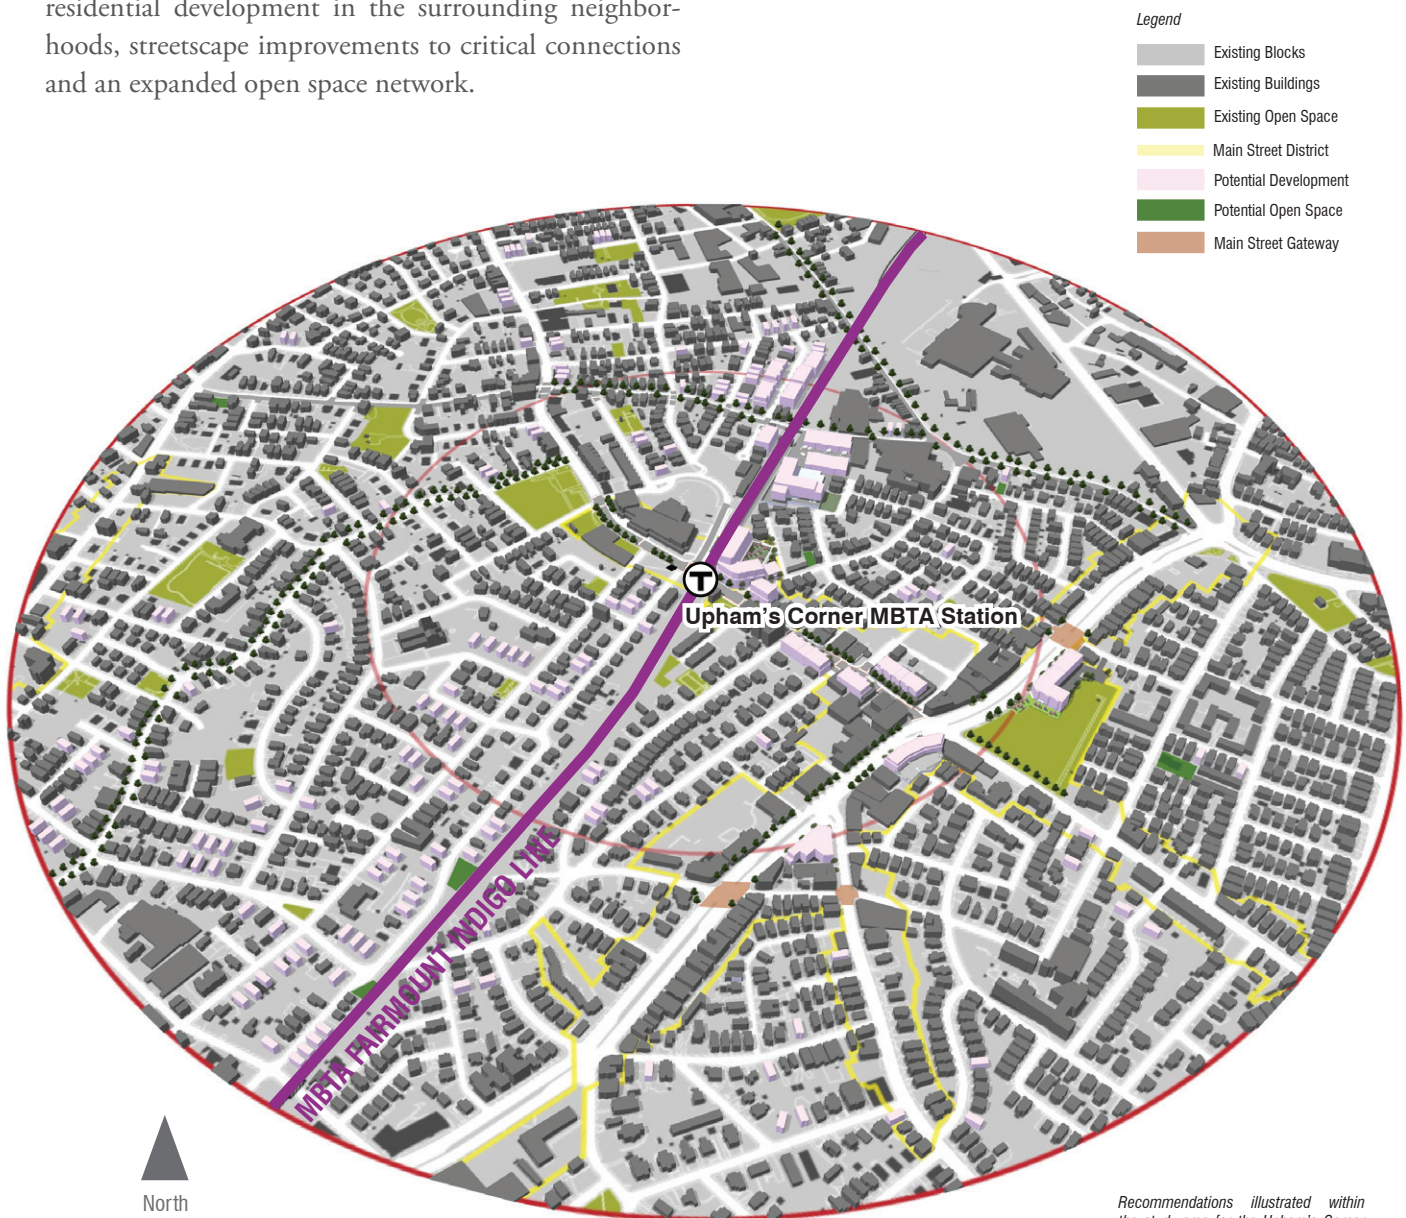 residential development in the surrounding neighbor-
hoods, streetscape improvements to critical connections
and an expanded open space network.
Legend
Existing Blocks
Existing Buildings
Existing Open Space
Main Street District
Potential Development
Potential Open Space
Main Street Gateway
T
Upham's Corner MBTA Station
MBTA FAIRMOUNT INDIGO LINE
North
Recommendations illustrated within